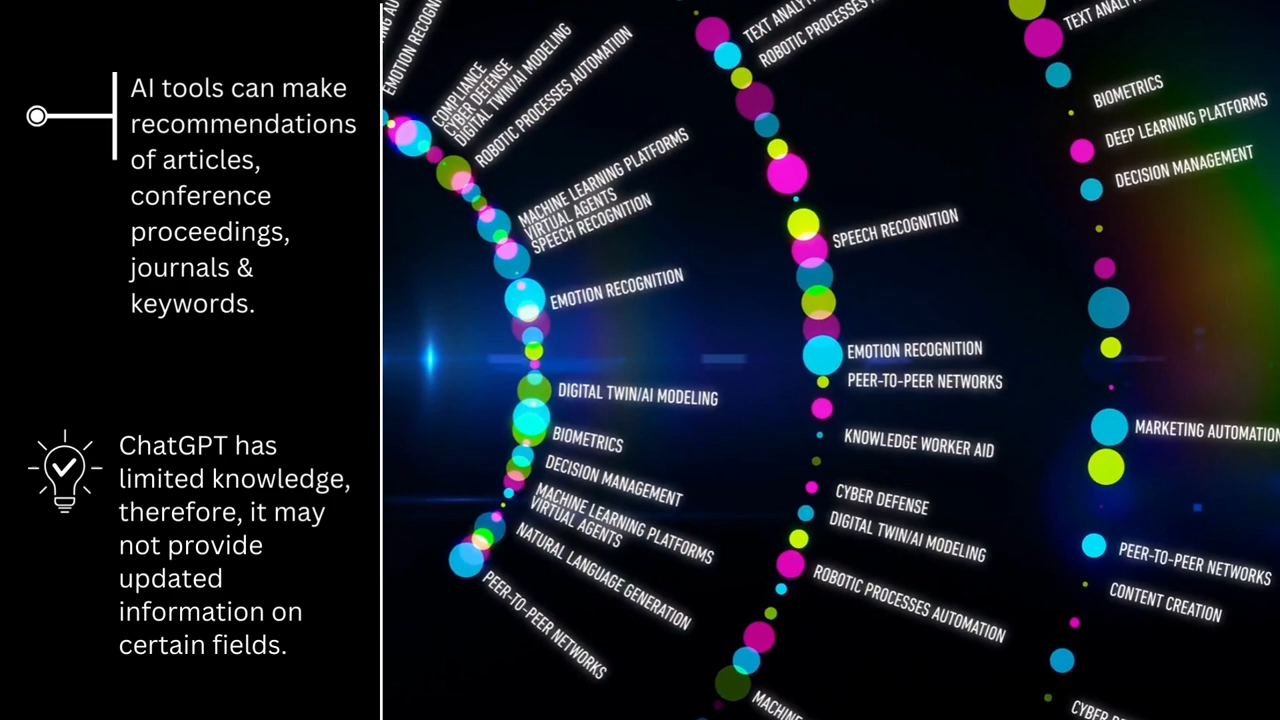 AI tools can make
recommendations
of articles,
conference
proceedings,
journals &
keywords.
ChatGPT has
limited knowledge,
therefore, it may
not provide
updated
information on
certain fields.
EMOTION
COMPLIANCE
CYBER DEFENSE
DIGITAL TWIN/AI MODELING
ROBOTIC PROCESSES AUTOMATION
MACHINE LEARNING PLATFORMS
VIRTUAL AGENTS
SPEECH RECOGNITION
EMOTION RECOGNITION
DIGITAL TWIN/AI MODELING
BIOMETRICS
DECISION MANAGEMENT
MACHINE LEARNING PLATFORMS
VIRTUAL AGENTS
NATURAL LANGUAGE GENERATION
PEER-TO-PEER NETWORKS
TEXT
ROBOTIC PROCESSES
SPEECH RECOGNITION
EMOTION RECOGNITION
PEER-TO-PEER NETWORKS
KNOWLEDGE WORKER AID
CYBER DEFENSE
DIGITAL TWIN/AI MODELING
ROBOTIC PROCESSES AUTOMATION
MACHINE
TEXT
BIOMETRICS
DEEP LEARNING PLATFORMS
DECISION MANAGEMENT
MARKETING AUTOMATION
PEER-TO-PEER NETWORKS
CONTENT CREATION
CYBER